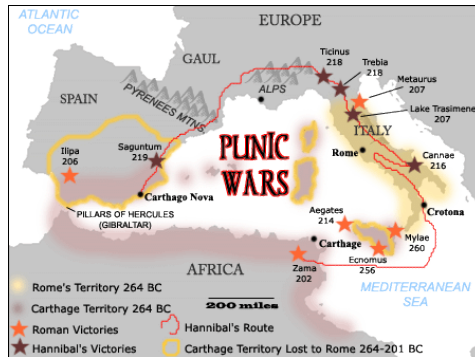 ATLANTIC
OCEAN
EUROPE
GAUL
Ticinus
218
Trebia
218
Metaurus
207
ALPS
PYRENEES MTNS
SPAIN
Lake Trasimene
207
ITALY
Ilipa
206
Saguntum
219
PUNIC
WARS
Rome
Cannae
216
Carthago Nova
PILLARS OF HERCULES
(GIBRALTAR)
Crotona
Aegates
214
Carthage
Mylae
260
Ecnomus
256
AFRICA
Zama
202
MEDITERRANEAN
SEA
Rome's Territory 264 BC
Carthage Territory 264 BC
200 miles
Roman Victories
Hannibal's Route
Hannibal's Victories
Carthage Territory Lost to Rome 264-201 BC